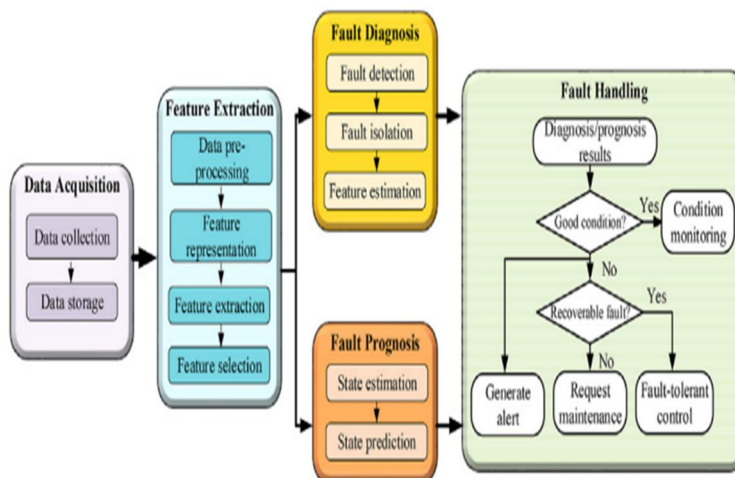 Data Acquisition
Data collection
Data storage
Feature Extraction
Data pre-
processing
Feature
representation
Feature extraction
Feature selection
Fault Diagnosis
Fault detection
Fault isolation
Feature estimation
Fault Prognosis
State estimation
State prediction
Fault Handling
Diagnosis/prognosis
results
Good condition?
Yes
Condition
monitoring
No
Recoverable fault?
Yes
No
Generate
alert
Request
maintenance
Fault-tolerant
control